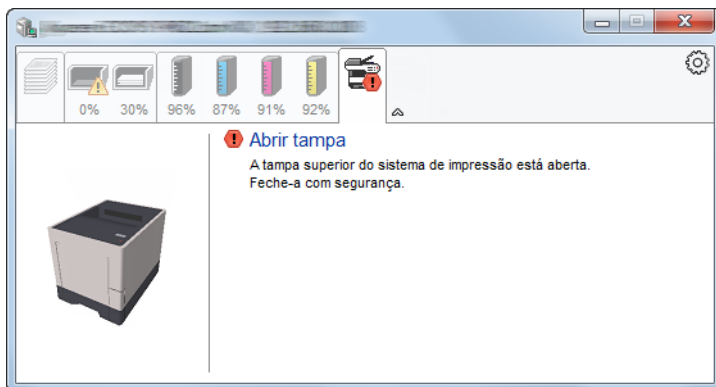 0% 30% 96% 87% 91% 92%
Abrir tampa
A tampa superior do sistema de impressão está aberta.
Feche-a com segurança.